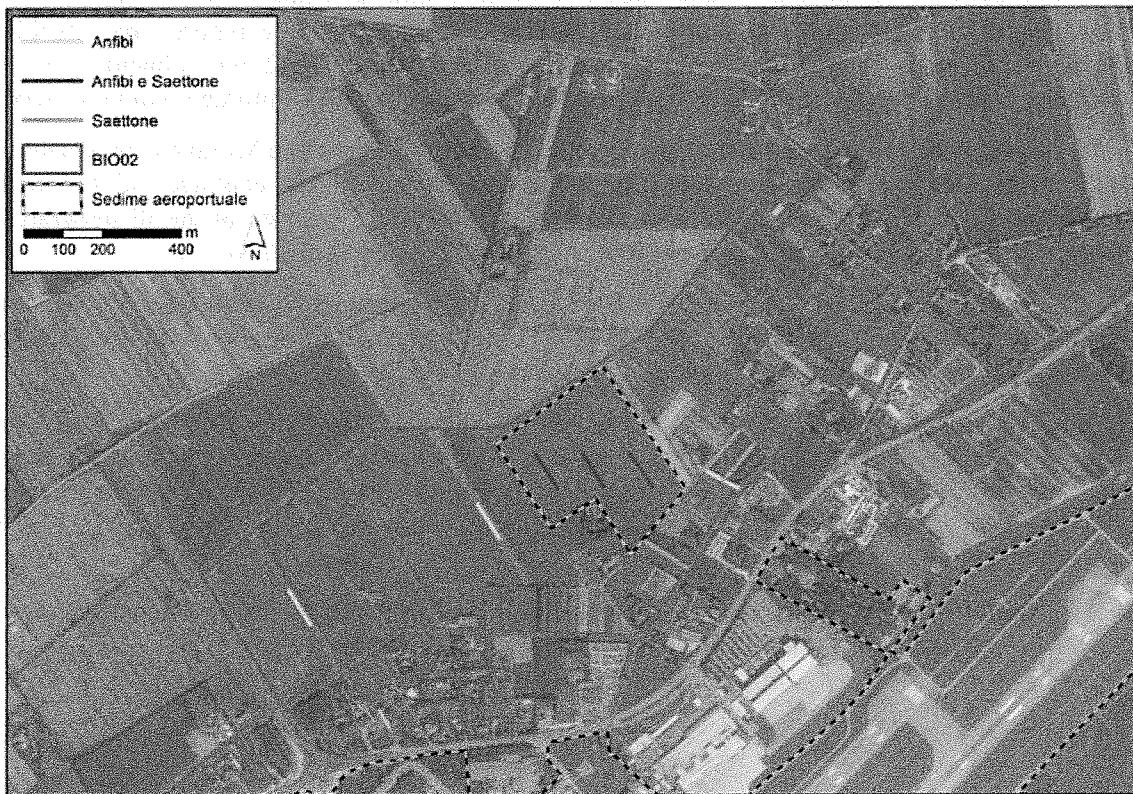 Anfibi
Anfibi e Saettone
Saettone
BIO02
Sedime aeroportuale
m
0 100 200 400
N